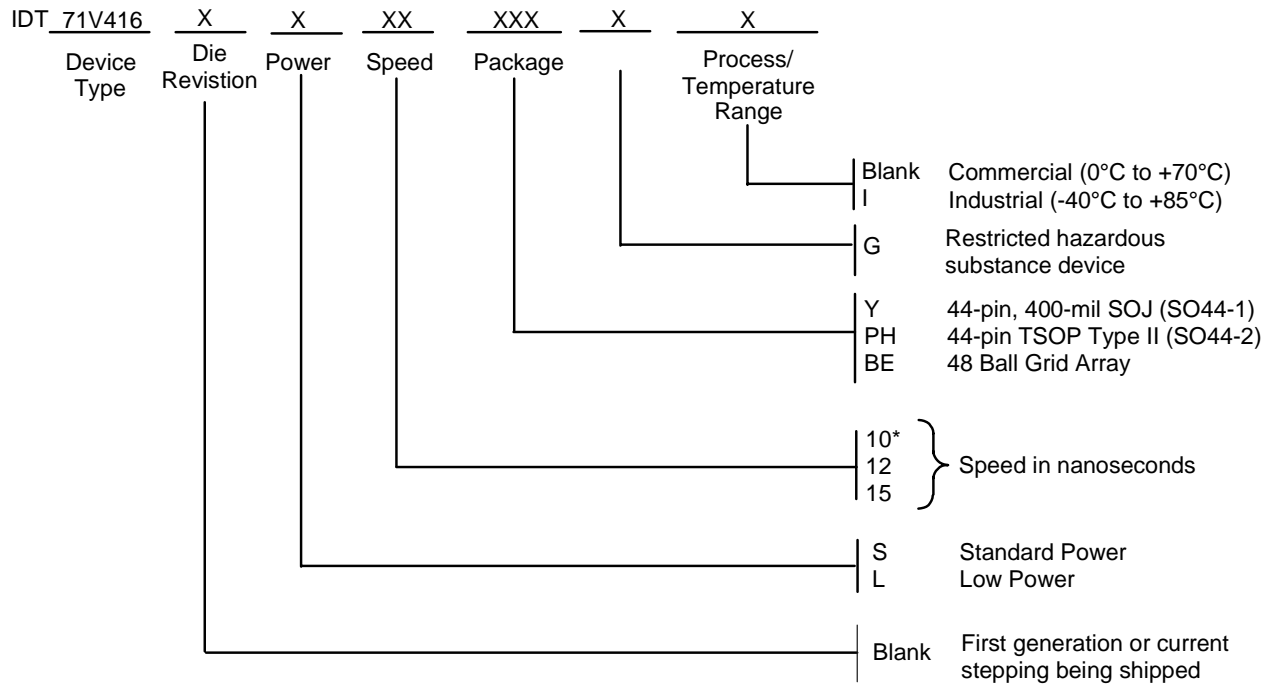 IDT 71V416 X X XX XXX X X
Device
Type
Die
Revistion
Power
Speed
Package
Process/
Temperature
Range
Blank Commercial (0°C to +70°C)
I Industrial (-40°C to +85°C)
G Restricted hazardous
substance device
Y 44-pin, 400-mil SOJ (SO44-1)
PH 44-pin TSOP Type II (SO44-2)
BE 48 Ball Grid Array
10*
12 Speed in nanoseconds
15
S Standard Power
L Low Power
Blank First generation or current
stepping being shipped